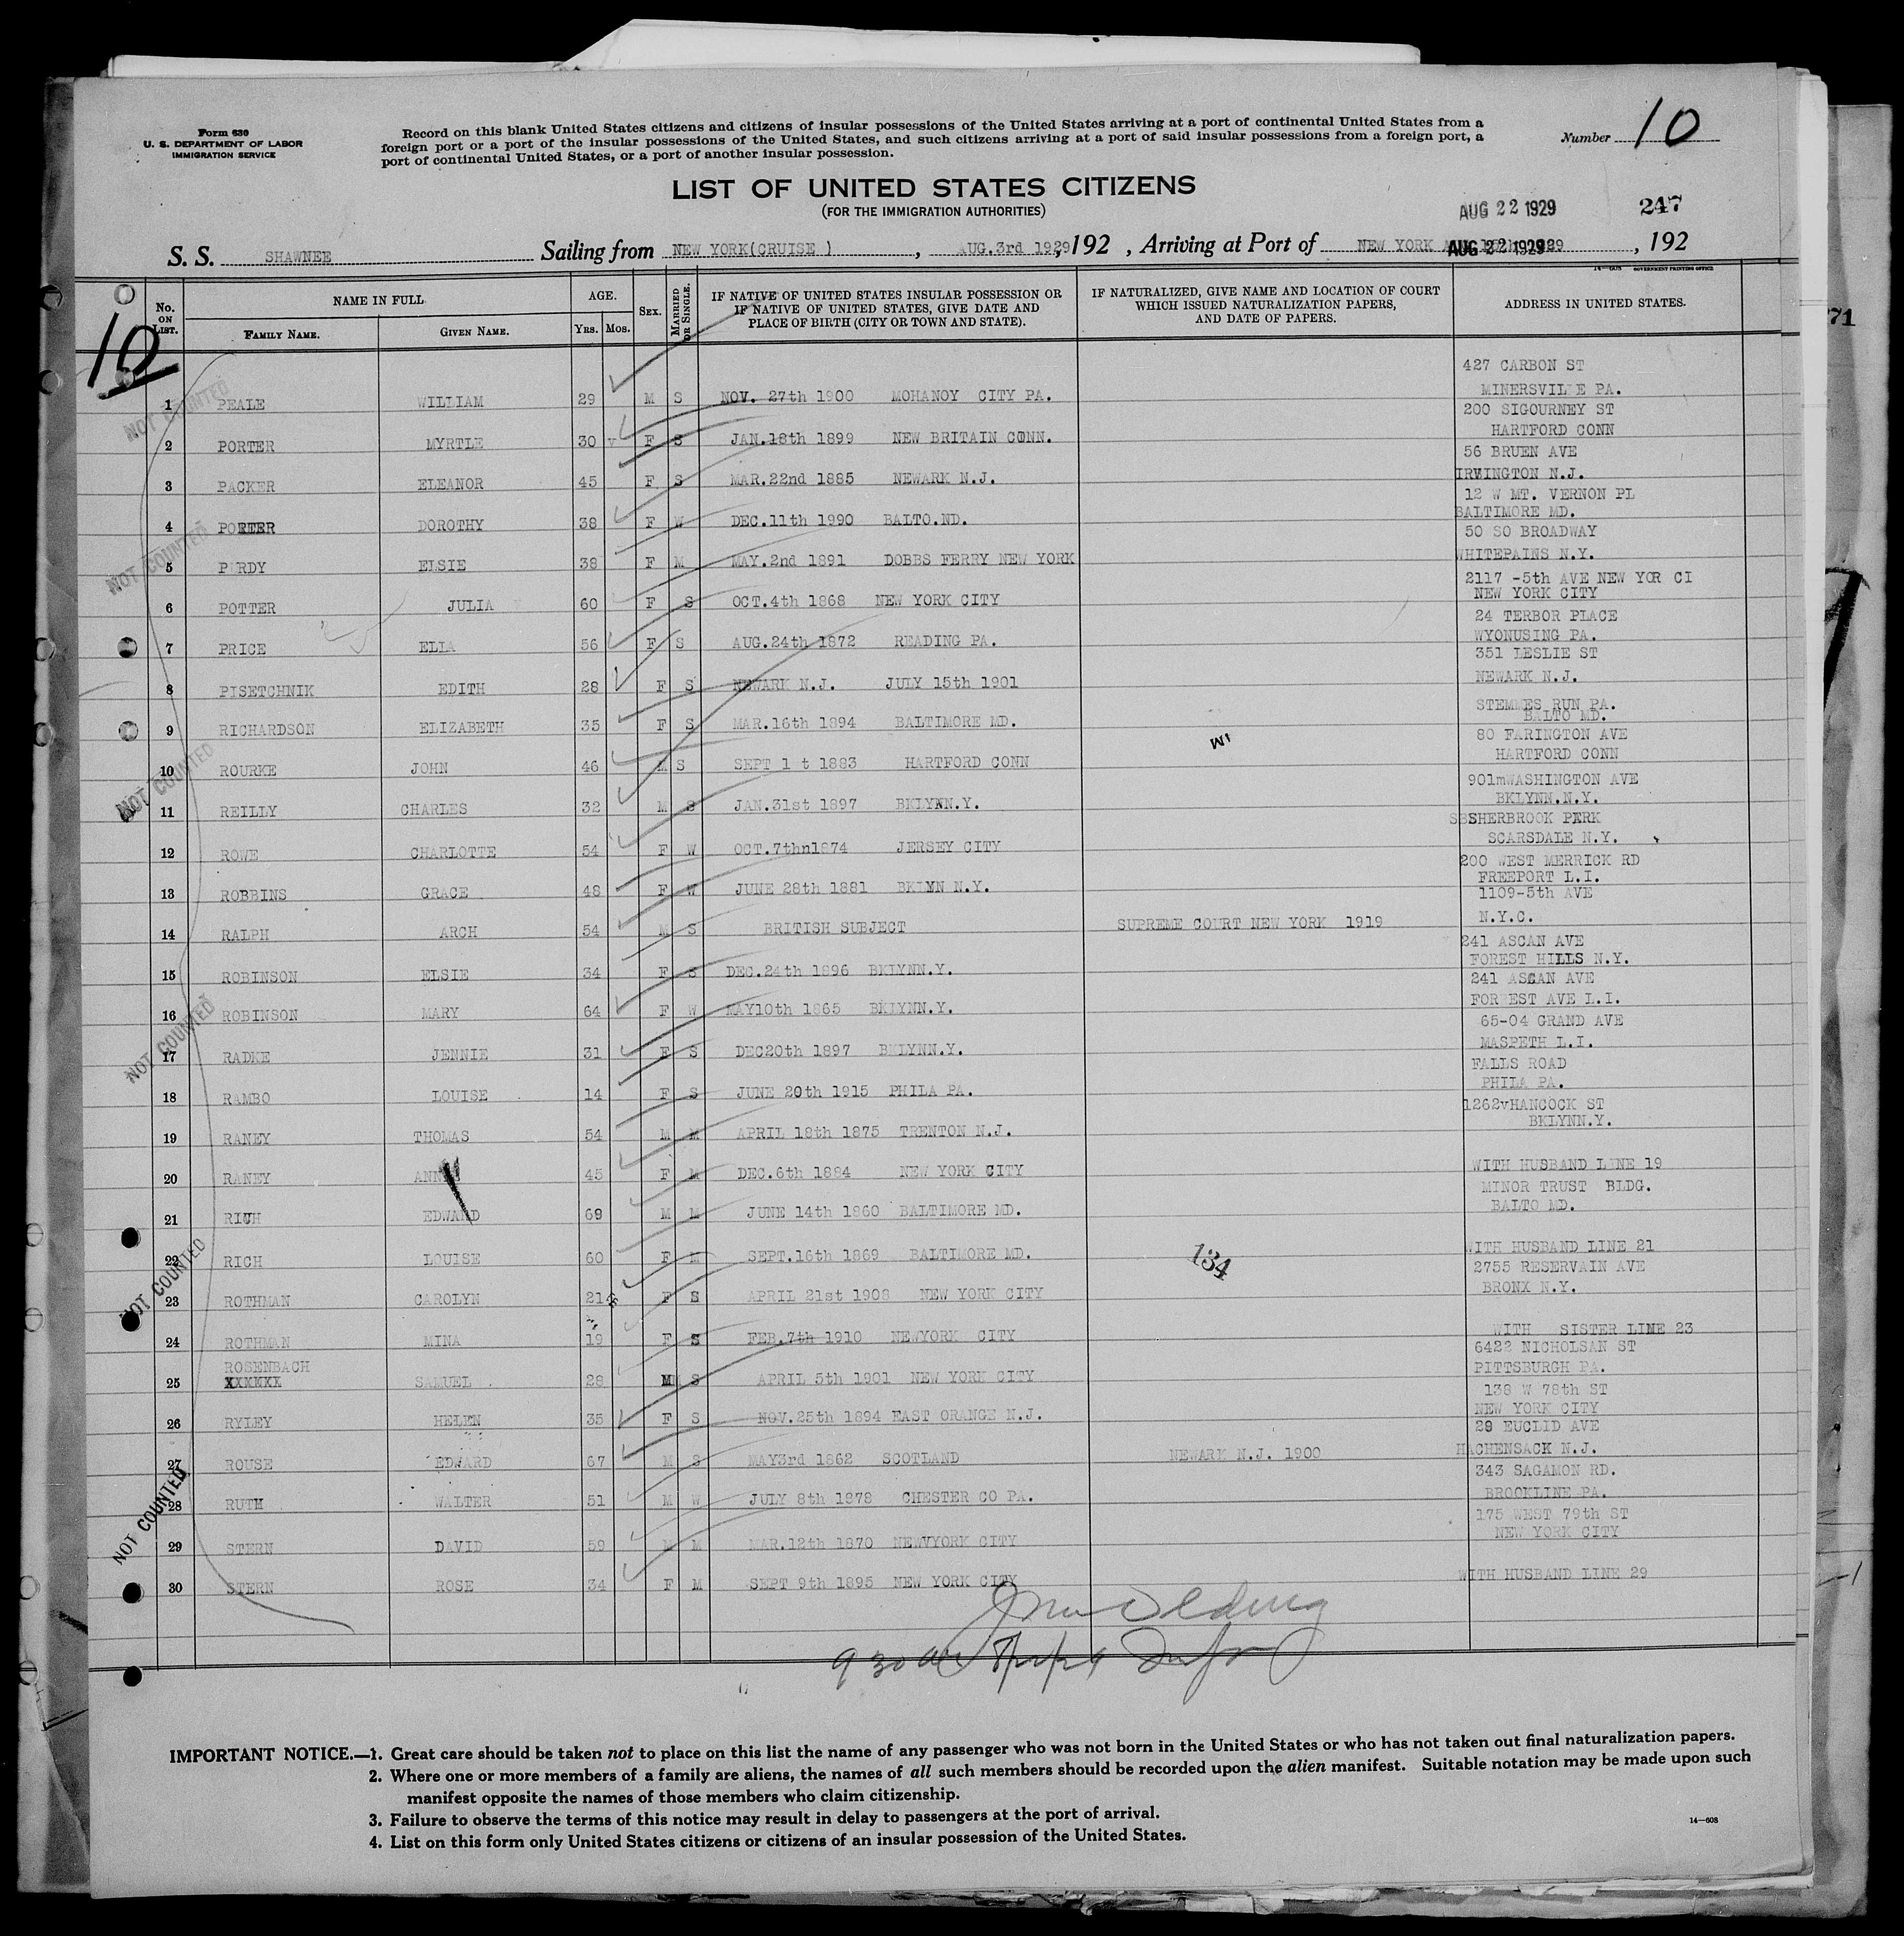 Form 630
U. S. DEPARTMENT OF LABOR
IMMIGRATION SERVICE
Record on this blank United States citizens and citizens of insular possessions of the United States arriving at a port of continental United States from a
foreign port or a port of the insular possessions of the United States, and such citizens arriving at a port of said insular possessions from a foreign port, a
port of continental United States, or a port of another insular possession.
Number 10
LIST OF UNITED STATES CITIZENS
(FOR THE IMMIGRATION AUTHORITIES)
AUG 22 1929 247
S. S. SHAWNEE Sailing from NEW YORK(CRUISE ) , AUG.3rd 1929, 192 , Arriving at Port of NEW YORK AUG 22 1929 , 192
14—608 GOVERNMENT PRINTING OFFICE
No. ON LIST. NAME IN FULL FAMILY NAME. GIVEN NAME. AGE. YRS. MOS. SEX. MARRIED OR SINGLE. IF NATIVE OF UNITED STATES INSULAR POSSESSION OR IF NATIVE OF UNITED STATES, GIVE DATE AND PLACE OF BIRTH (CITY OR TOWN AND STATE). IF NATURALIZED, GIVE NAME AND LOCATION OF COURT WHICH ISSUED NATURALIZATION PAPERS, AND DATE OF PAPERS. ADDRESS IN UNITED STATES.
71
10
427 CARBON ST
MINERSVILE PA.
1 PEALE WILLIAM 29 M S NOV. 27th 1900 MOHANOY CITY PA.
200 SIGOURNEY ST
HARTFORD CONN
2 PORTER MYRTLE 30 v F S JAN.18th 1899 NEW BRITAIN CONN.
56 BRUEN AVE
IRVINGTON N.J.
3 PACKER ELEANOR 45 F S MAR.22nd 1885 NEWARK N.J.
12 W MT. VERNON PL
BALTIMORE MD.
4 PORTER DOROTHY 38 F W DEC.11th 1990 BALTO.ND.
50 SO BROADWAY
WHITEPAINS N.Y.
5 PURDY ELSIE 38 F M MAY.2nd 1891 DOBBS FERRY NEW YORK
2117 -5th AVE NEW YOR CI
NEW YORK CITY
6 POTTER JULIA 60 F S OCT.4th 1868 NEW YORK CITY
24 TERBOR PLACE
WYONUSING PA.
7 PRICE ELLA 56 F S AUG.24th 1872 READING PA.
351 LESLIE ST
NEWARK N.J.
8 PISETCHNIK EDITH 28 F S NEWARK N.J. JULY 15th 1901
STEMMES RUN PA.
BALTO MD.
9 RICHARDSON ELIZABETH 35 F S MAR.16th 1894 BALTIMORE MD.
80 FARINGTON AVE
HARTFORD CONN
10 ROURKE JOHN 46 M S SEPT 1 t 1883 HARTFORD CONN
901mWASHINGTON AVE
BKLYNN.N.Y.
11 REILLY CHARLES 32 M S JAN.31st 1897 BKLYNN.Y.
SHERBROOK PARK
SCARSDALE N.Y.
12 ROWE CHARLOTTE 54 F W OCT.7thn1874 JERSEY CITY
200 WEST MERRICK RD
FREEPORT L.I.
13 ROBBINS GRACE 48 F W JUNE 28th 1881 BKLYN N.Y.
1109-5th AVE
N.Y.C.
14 RALPH ARCH 54 M S BRITISH SUBJECT SUPREME COURT NEW YORK 1919
241 ASCAN AVE
FOREST HILLS N.Y.
15 ROBINSON ELSIE 34 F S DEC.24th 1896 BKLYNN.Y.
241 ASCAN AVE
FORREST AVE L.I.
16 ROBINSON MARY 64 F W MAY10th 1865 BKLYNN.Y.
65-04 GRAND AVE
MASPETH L.I.
17 RADKE JENNIE 31 F S DEC20th 1897 BKLYNN.Y.
FALLS ROAD
PHILA PA.
18 RAMBO LOUISE 14 F S JUNE 20th 1915 PHILA PA.
1262vHANCOCK ST
BKLYNN.Y.
19 RANEY THOMAS 54 M M APRIL 18th 1875 TRENTON N.J.
20 RANEY 45 F M DEC.6th 1884 NEW YORK CITY WITH HUSBAND LINE 19
MINOR TRUST BLDG.
BALTO MD.
21 RICH EDWARD 69 M M JUNE 14th 1860 BALTIMORE MD.
22 RICH LOUISE 60 F M SEPT.16th 1869 BALTIMORE MD. 134 WITH HUSBAND LINE 21
2755 RESERVAIN AVE
BRONX N.Y.
23 ROTHMAN CAROLYN 21 F S APRIL 21st 1908 NEW YORK CITY
24 ROTHMAN MINA 19 F S FEB.7th 1910 NEWYORK CITY WITH SISTER LINE 23
6422 NICHOLSAN ST
PITTSBURGH PA.
ROSENBACH
25 XXXXXX SAMUEL 28 M S APRIL 5th 1901 NEW YORK CITY
138 W 78th ST
NEW YORK CITY
26 RYLEY HELEN 35 F S NOV.25th 1894 EAST ORANGE N.J.
29 EUCLID AVE
HACHENSACK N.J.
27 ROUSE EDWARD 67 M S MAY3rd 1862 SCOTLAND NEWARK N.J. 1900
343 SAGAMON RD.
BROOKLINE PA.
28 RUTH WALTER 51 M W JULY 8th 1878 CHESTER CO PA.
175 WEST 79th ST
NEW YORK CITY
29 STERN DAVID 59 M M MAR.12th 1870 NEWVYORK CITY
30 STERN ROSE 34 F M SEPT 9th 1895 NEW YORK CITY WITH HUSBAND LINE 29
NOT COUNTED
NOT COUNTED
NOT COUNTED
NOT COUNTED
NOT COUNTED
NOT COUNTED
IMPORTANT NOTICE.—1. Great care should be taken not to place on this list the name of any passenger who was not born in the United States or who has not taken out final naturalization papers.
2. Where one or more members of a family are aliens, the names of all such members should be recorded upon the alien manifest. Suitable notation may be made upon such
manifest opposite the names of those members who claim citizenship.
3. Failure to observe the terms of this notice may result in delay to passengers at the port of arrival.
4. List on this form only United States citizens or citizens of an insular possession of the United States.
14—608